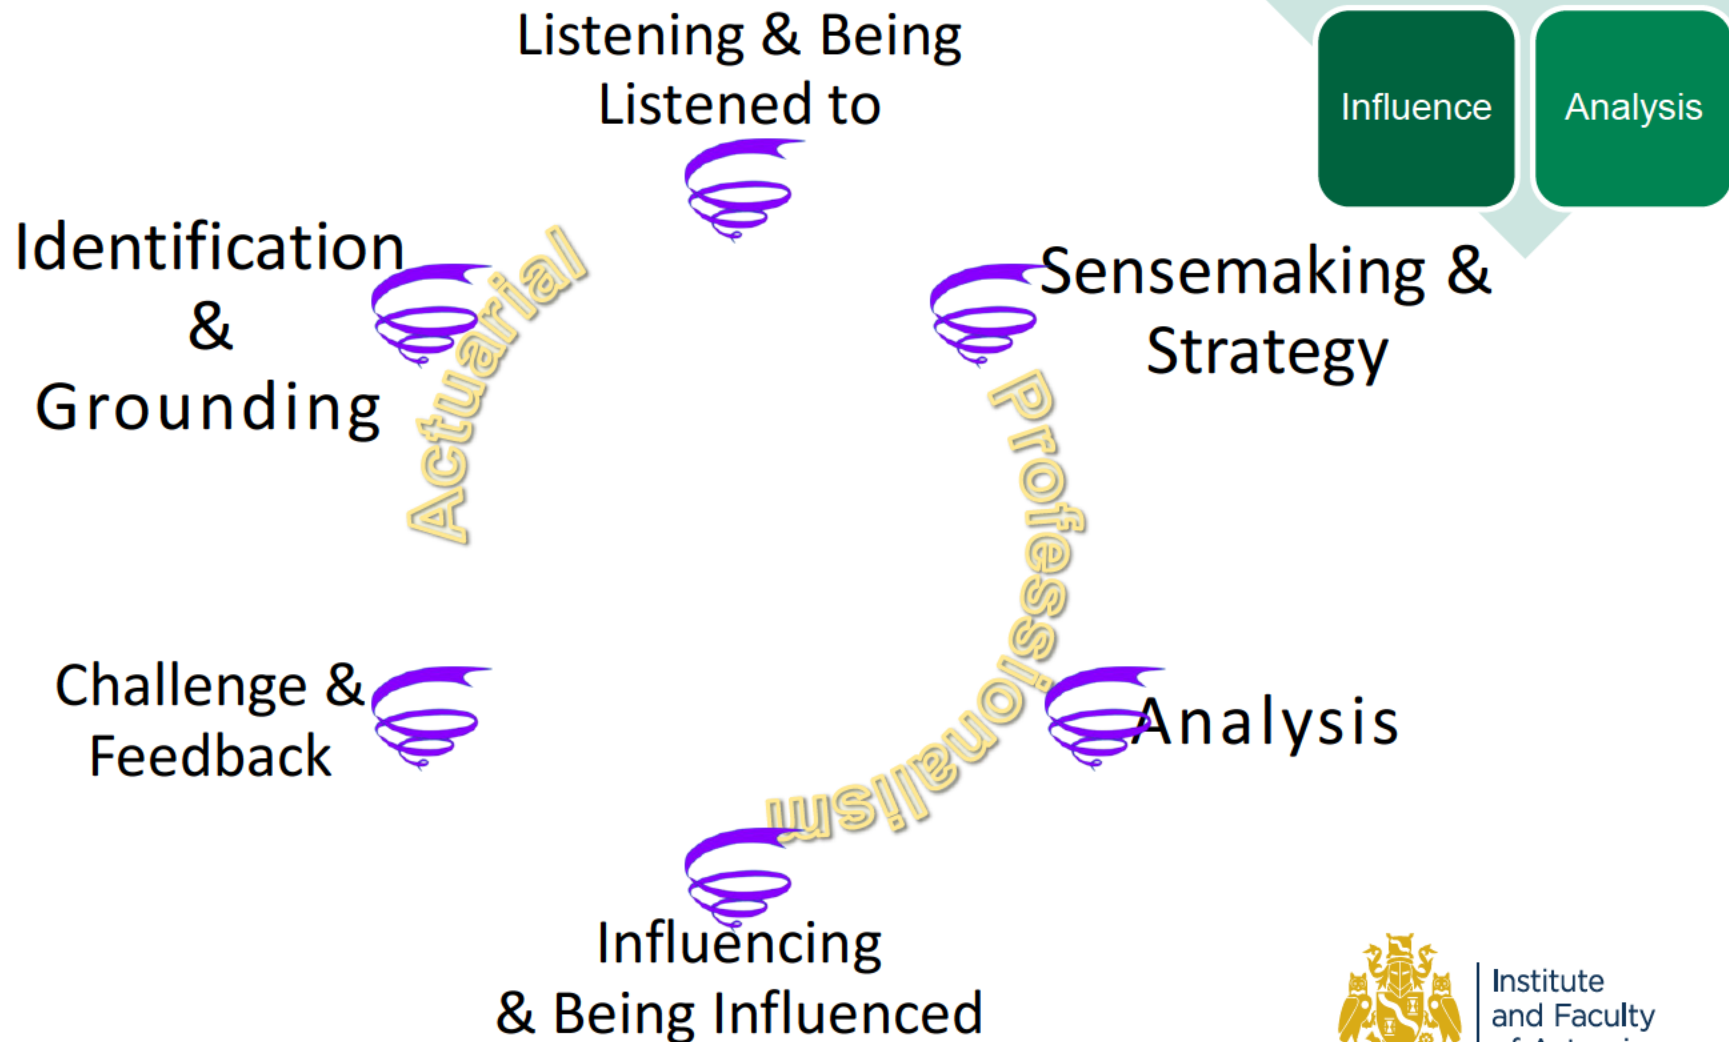 Listening & Being
Listened to
Influence
Analysis
Identification
&
Grounding
Actuarial
Sensemaking &
Strategy
Professionalism
Challenge &
Feedback
Analysis
Influencing
& Being Influenced
Institute
and Faculty